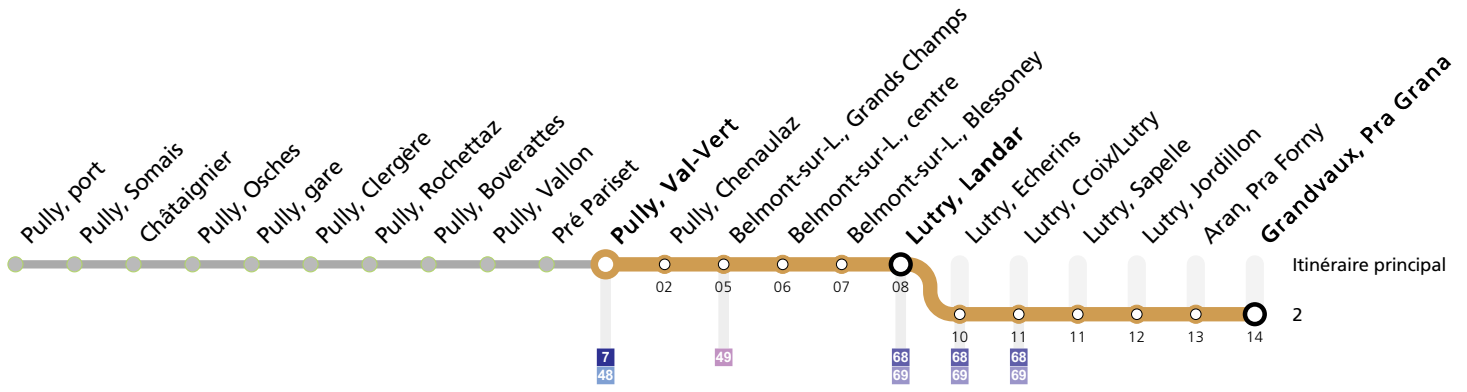 Pully, port
Pully, Somais
Châtaignier
Pully, Osches
Pully, gare
Pully, Clergère
Pully, Rochettaz
Pully, Boverattes
Pully, Vallon
Pré Pariset
Pully, Val-Vert
Pully, Chenaulaz
Belmont-sur-L., Grands Champs
Belmont-sur-L., centre
Belmont-sur-L., Blessoney
Lutry, Landar
Lutry, Echerins
Lutry, Croix/Lutry
Lutry, Sapelle
Lutry, Jordillon
Aran, Pra Forny
Grandvaux, Pra Grana
Itinéraire principal
02 05 06 07 08
2
10 11 11 12 13 14
7 49 68 68 68
48 69 69 69